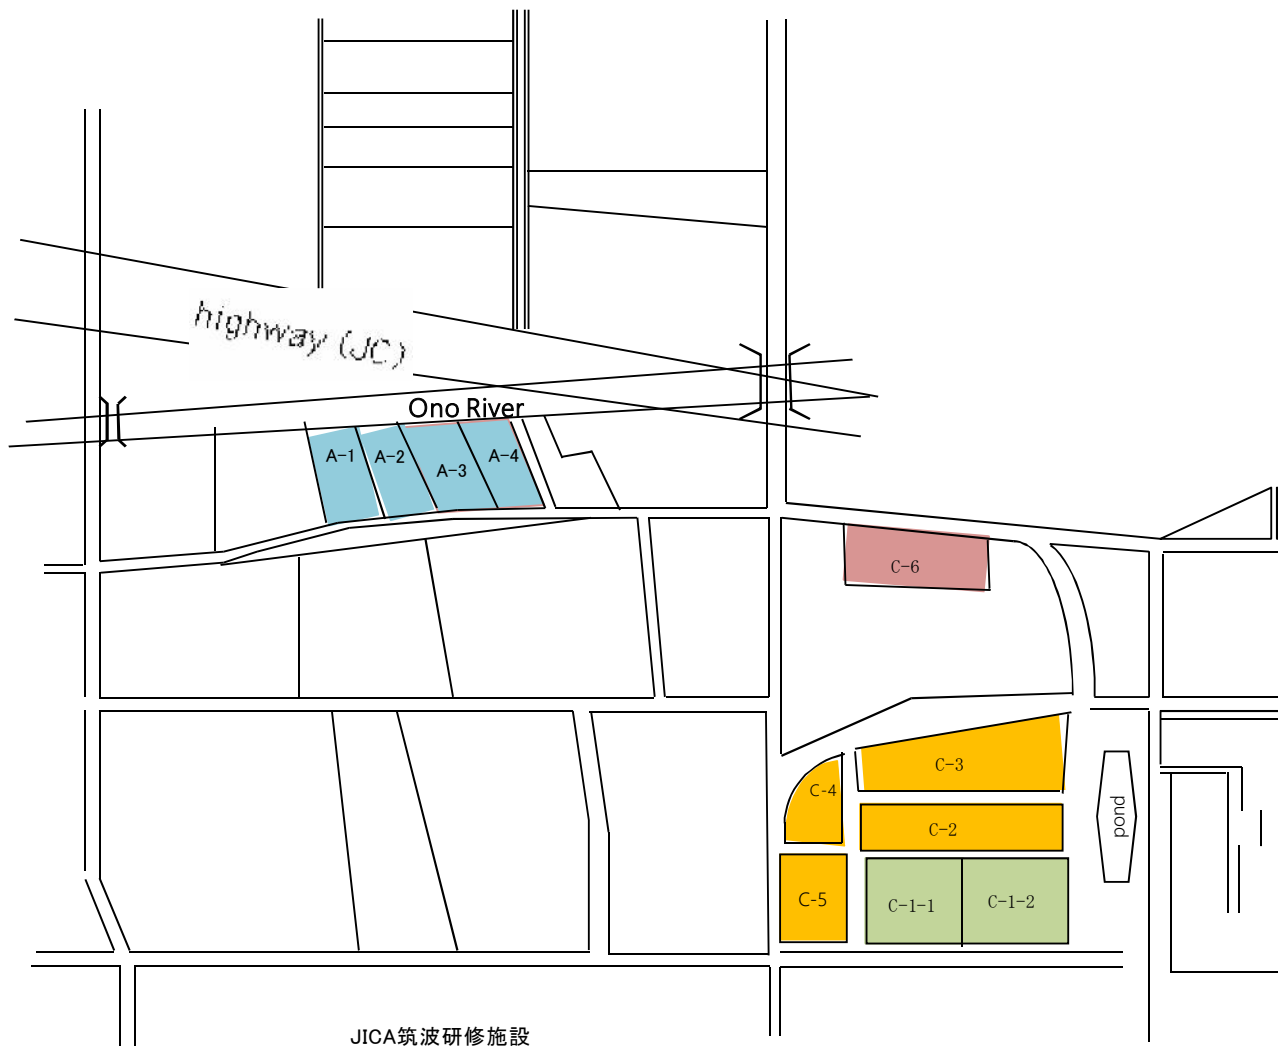 highway (JC)
Ono River
A-1
A-2
A-3
A-4
C-6
C-3
C-4
C-2
C-5
C-1-1
C-1-2
pond
JICA筑波研修施設